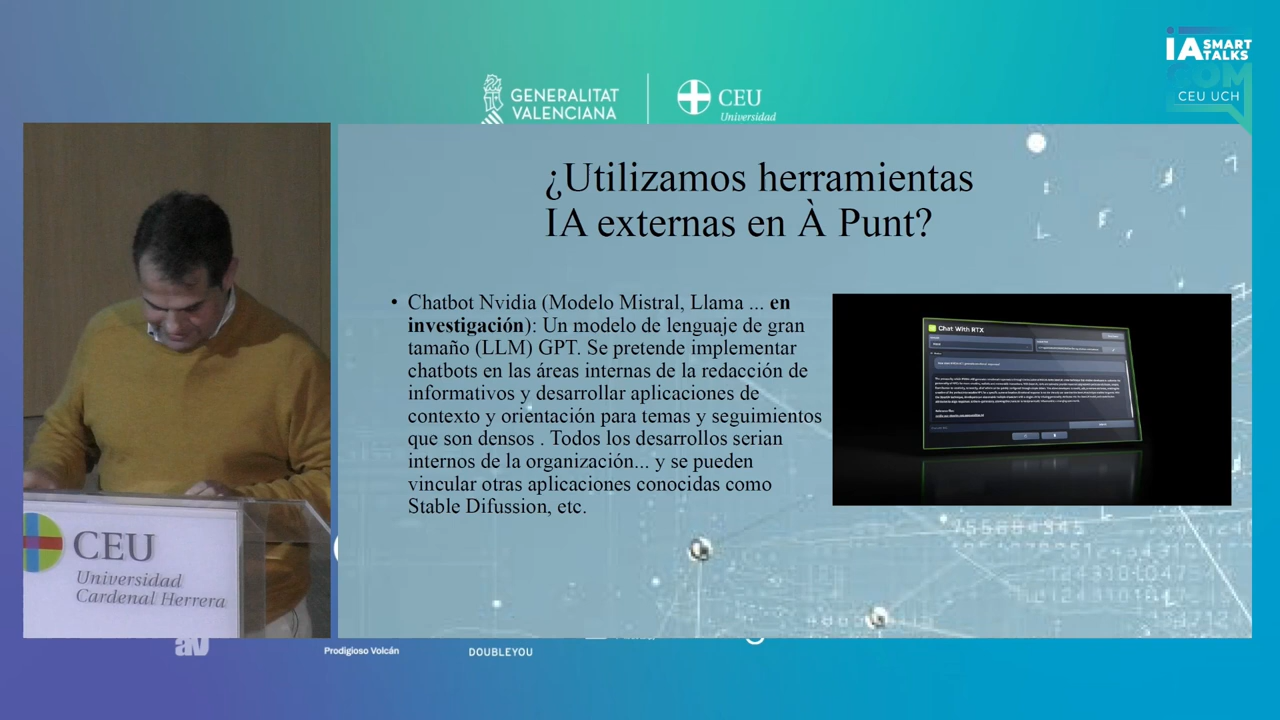 iA SMART
TALKS
COM
CEU UCH
GENERALITAT
VALENCIANA
CEU
Universidad
¿Utilizamos herramientas
IA externas en À Punt?
• Chatbot Nvidia (Modelo Mistral, Llama ... en
investigación): Un modelo de lenguaje de gran
tamaño (LLM) GPT. Se pretende implementar
chatbots en las áreas internas de la redacción de
informativos y desarrollar aplicaciones de
contexto y orientación para temas y seguimientos
que son densos . Todos los desarrollos serian
internos de la organización... y se pueden
vincular otras aplicaciones conocidas como
Stable Difussion, etc.
Chat With RTX
CEU
Universidad
Cardenal Herrera
av
Prodigioso Volcán
DOUBLEYOU